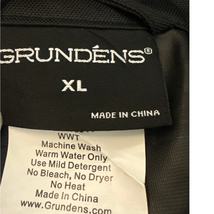 GRUNDÉNS®
XL
MADE IN CHINA
WWT
Machine Wash
Warm Water Only
Use Mild Detergent
No Bleach, No Dryer
No Heat
Made in China
www.Grundens.com